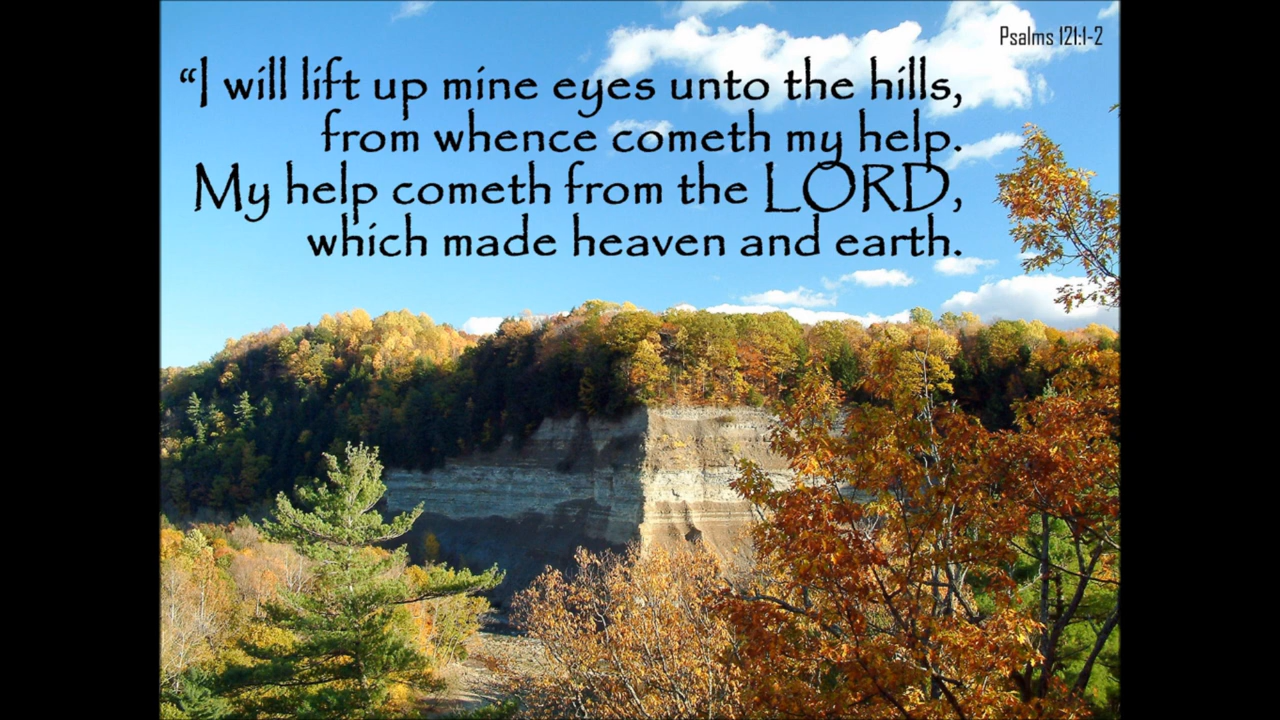 Psalms 121:1-2
“I will lift up mine eyes unto the hills,
from whence cometh my help.
My help cometh from the LORD,
which made heaven and earth.